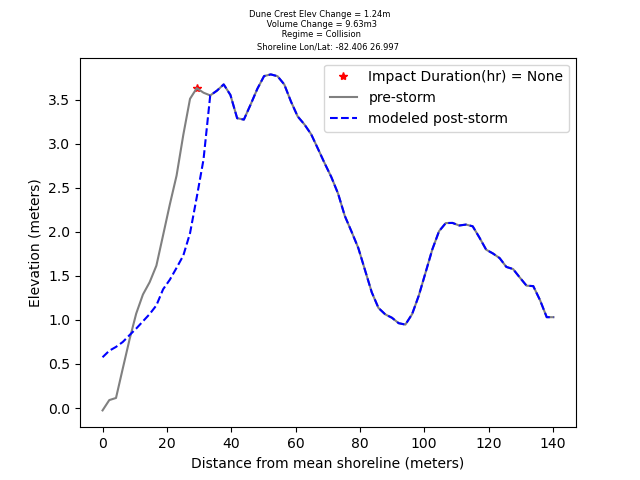 Dune Crest Elev Change = 1.24m
Volume Change = 9.63m3
Regime = Collision
Shoreline Lon/Lat: -82.406 26.997
Impact Duration(hr) = None
pre-storm
modeled post-storm
3.5
3.0
2.5
2.0
1.5
1.0
0.5
0.0
Elevation (meters)
0 20 40 60 80 100 120 140
Distance from mean shoreline (meters)